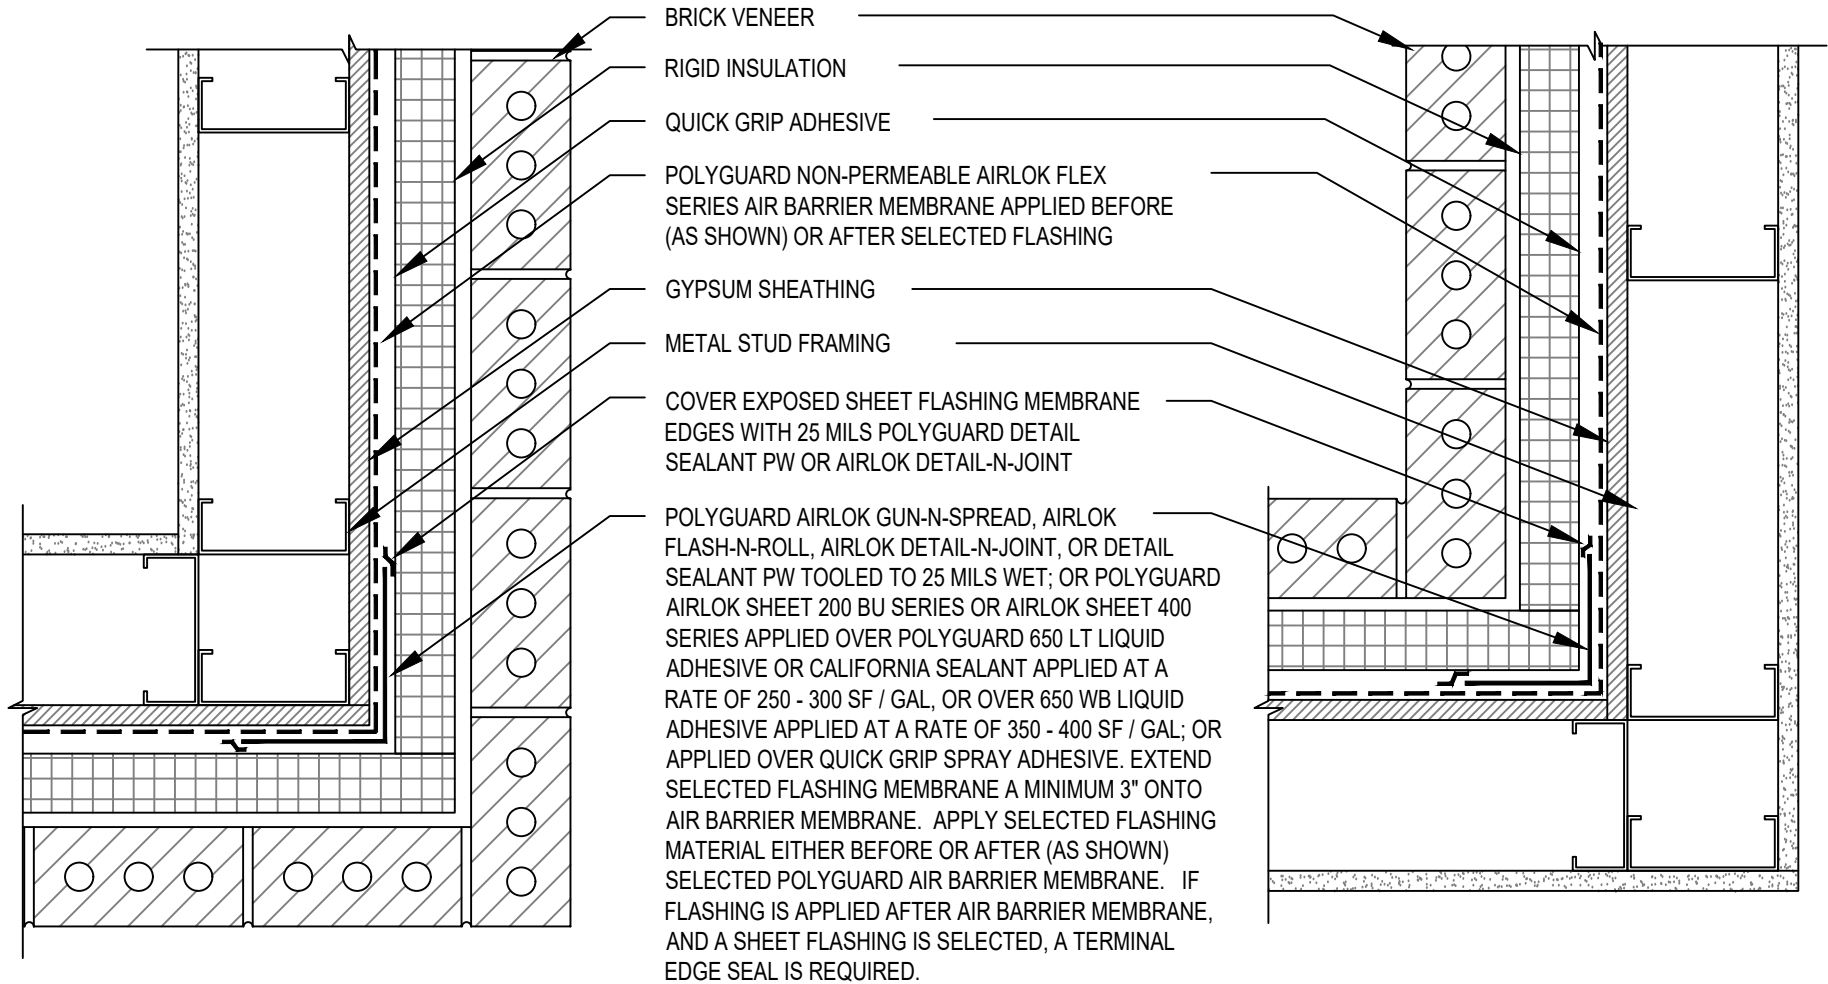 BRICK VENEER
RIGID INSULATION
QUICK GRIP ADHESIVE
POLYGUARD NON-PERMEABLE AIRLOK FLEX
SERIES AIR BARRIER MEMBRANE APPLIED BEFORE
(AS SHOWN) OR AFTER SELECTED FLASHING
GYPSUM SHEATHING
METAL STUD FRAMING
COVER EXPOSED SHEET FLASHING MEMBRANE
EDGES WITH 25 MILS POLYGUARD DETAIL
SEALANT PW OR AIRLOK DETAIL-N-JOINT
POLYGUARD AIRLOK GUN-N-SPREAD, AIRLOK
FLASH-N-ROLL, AIRLOK DETAIL-N-JOINT, OR DETAIL
SEALANT PW TOOLED TO 25 MILS WET; OR POLYGUARD
AIRLOK SHEET 200 BU SERIES OR AIRLOK SHEET 400
SERIES APPLIED OVER POLYGUARD 650 LT LIQUID
ADHESIVE OR CALIFORNIA SEALANT APPLIED AT A
RATE OF 250 - 300 SF / GAL, OR OVER 650 WB LIQUID
ADHESIVE APPLIED AT A RATE OF 350 - 400 SF / GAL; OR
APPLIED OVER QUICK GRIP SPRAY ADHESIVE. EXTEND
SELECTED FLASHING MEMBRANE A MINIMUM 3" ONTO
AIR BARRIER MEMBRANE. APPLY SELECTED FLASHING
MATERIAL EITHER BEFORE OR AFTER (AS SHOWN)
SELECTED POLYGUARD AIR BARRIER MEMBRANE. IF
FLASHING IS APPLIED AFTER AIR BARRIER MEMBRANE,
AND A SHEET FLASHING IS SELECTED, A TERMINAL
EDGE SEAL IS REQUIRED.